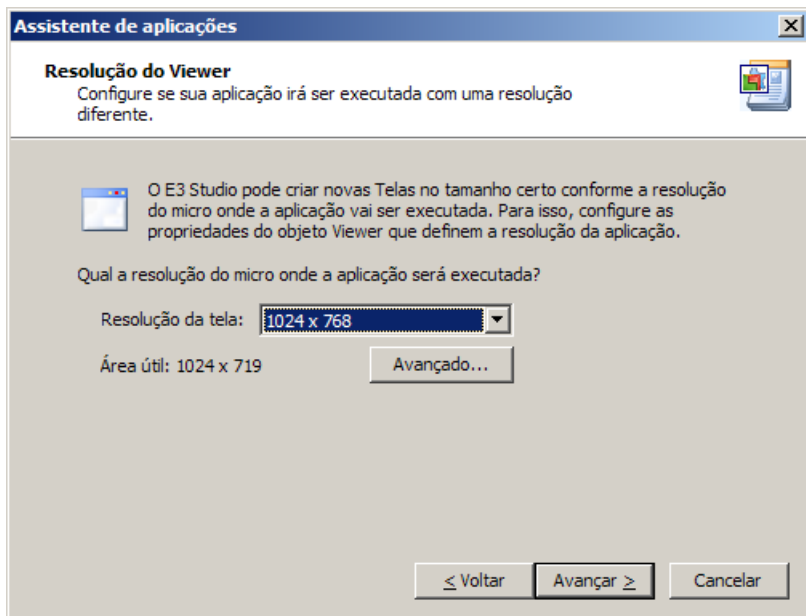 Assistente de aplicações
Resolução do Viewer
Configure se sua aplicação irá ser executada com uma resolução
diferente.
O E3 Studio pode criar novas Telas no tamanho certo conforme a resolução
do micro onde a aplicação vai ser executada. Para isso, configure as
propriedades do objeto Viewer que definem a resolução da aplicação.
Qual a resolução do micro onde a aplicação será executada?
Resolução da tela: 1024 x 768
Área útil: 1024 x 719 Avançado...
< Voltar Avançar > Cancelar